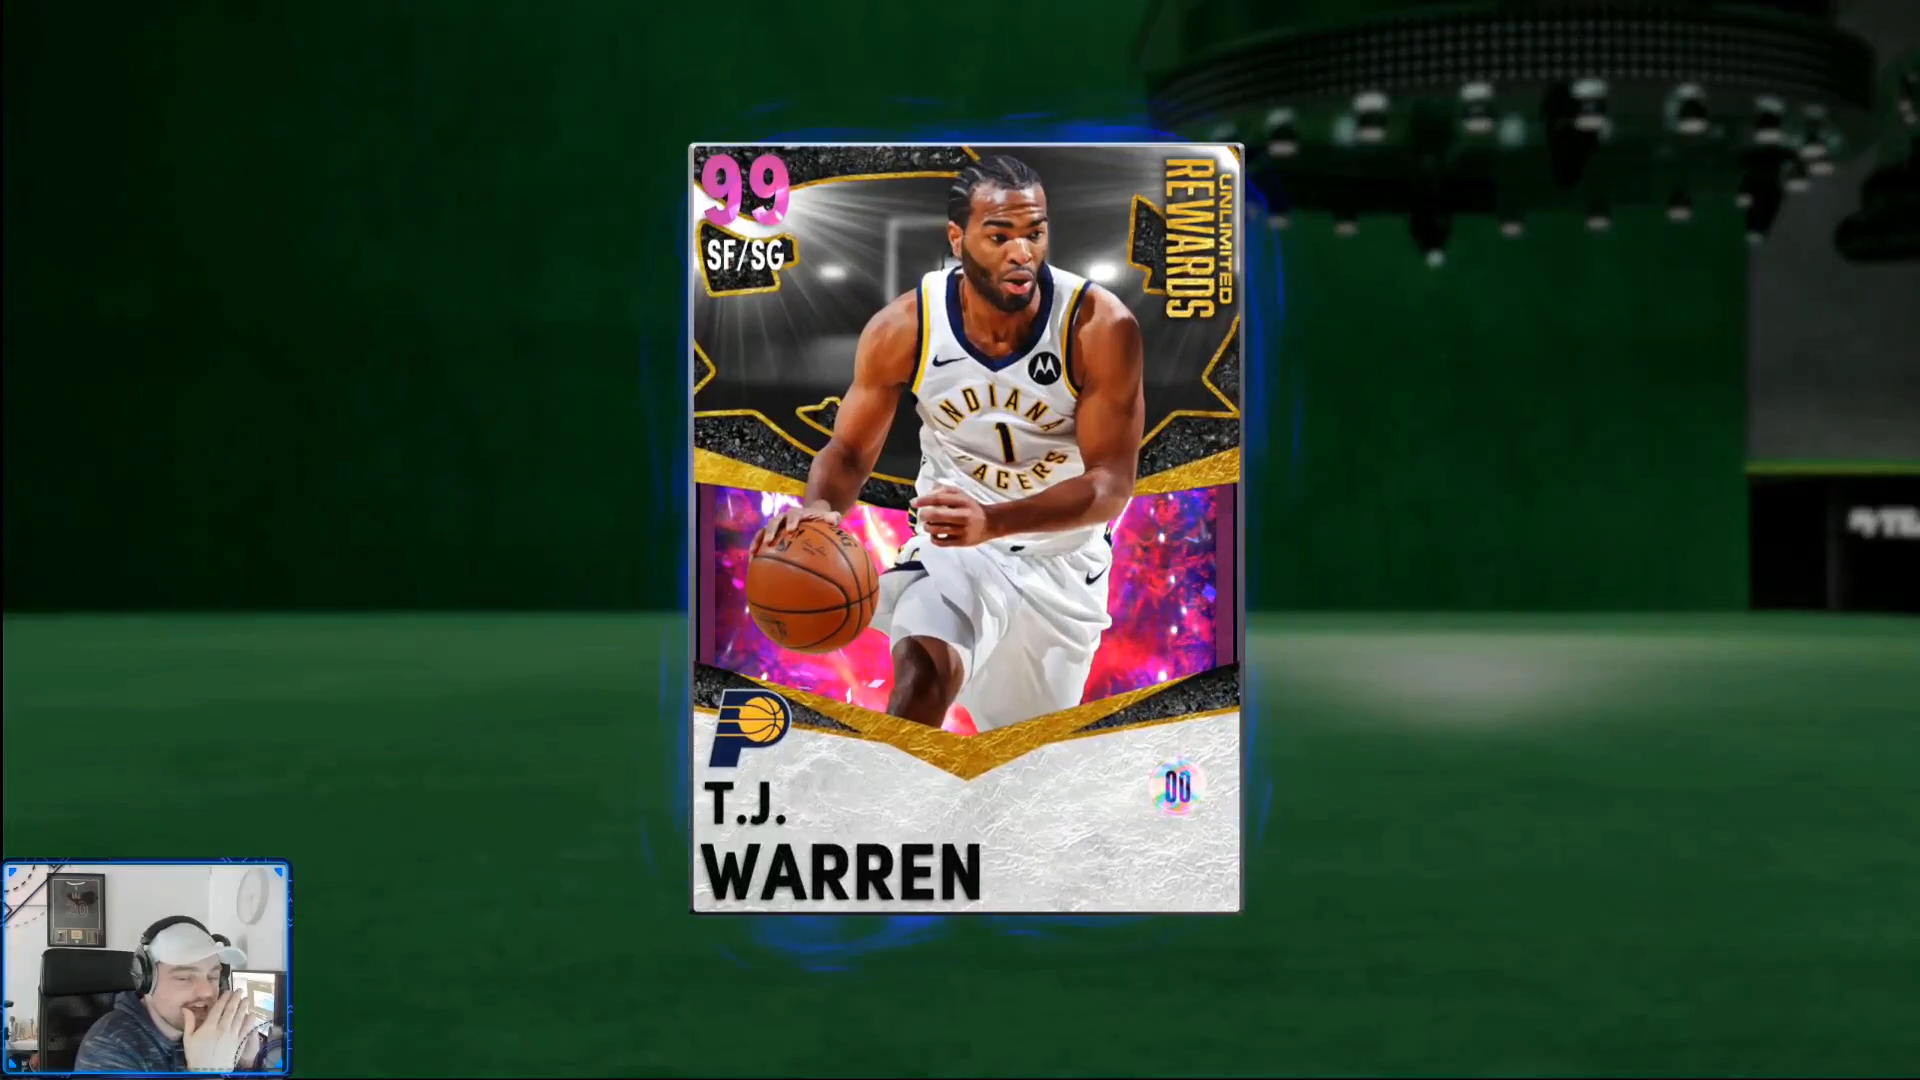 99
SF/SG
UNLIMITED
REWARDS
INDIANA
1
PACERS
T.J.
WARREN
00